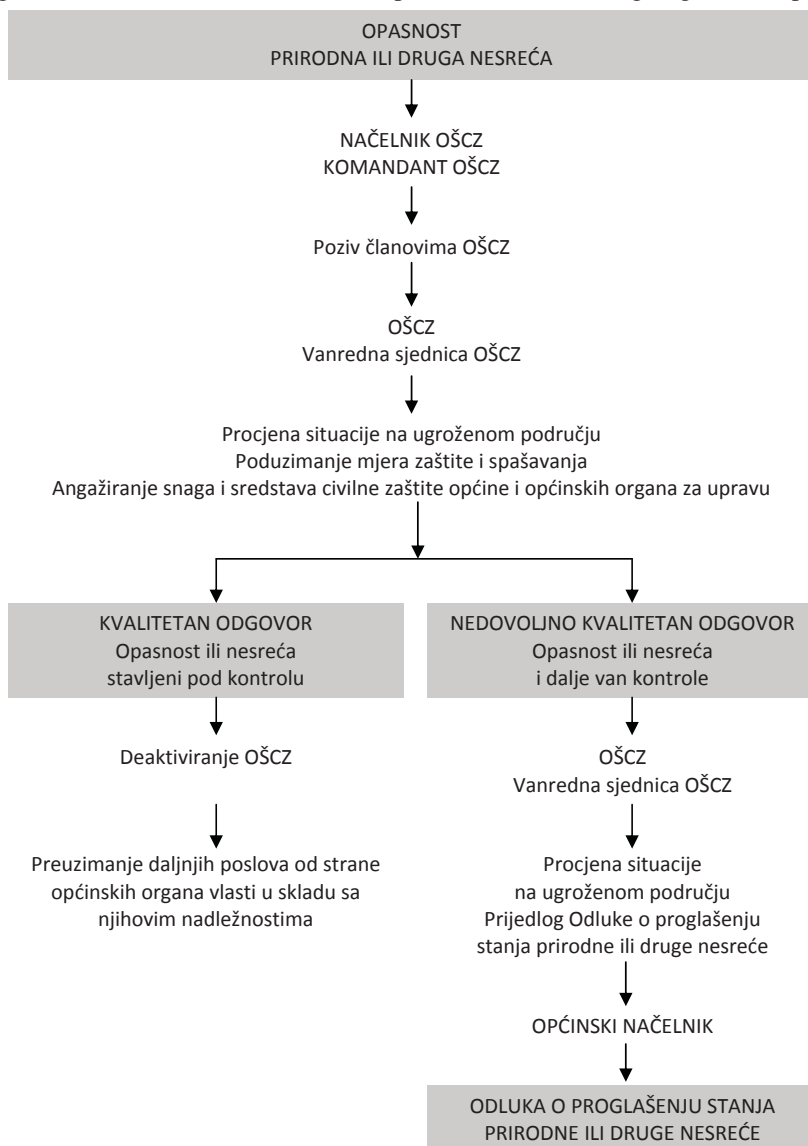 OPASNOST
PRIRODNA ILI DRUGA NESREĆA
NAČELNIK OŠCZ
KOMANDANT OŠCZ
Poziv članovima OŠCZ
OŠCZ
Vanredna sjednica OŠCZ
Procjena situacije na ugroženom području
Poduzimanje mjera zaštite i spašavanja
Angažiranje snaga i sredstava civilne zaštite općine i općinskih organa za upravu
KVALITETAN ODGOVOR
Opasnost ili nesreća
stavljeni pod kontrolu
Deaktiviranje OŠCZ
Preuzimanje daljnjih poslova od strane
općinskih organa vlasti u skladu sa
njihovim nadležnostima
NEDOVOLJNO KVALITETAN ODGOVOR
Opasnost ili nesreća
i dalje van kontrole
OŠCZ
Vanredna sjednica OŠCZ
Procjena situacije
na ugroženom području
Prijedlog Odluke o proglašenju
stanja prirodne ili druge nesreće
OPĆINSKI NAČELNIK
ODLUKA O PROGLAŠENJU STANJA
PRIRODNE ILI DRUGE NESREĆE